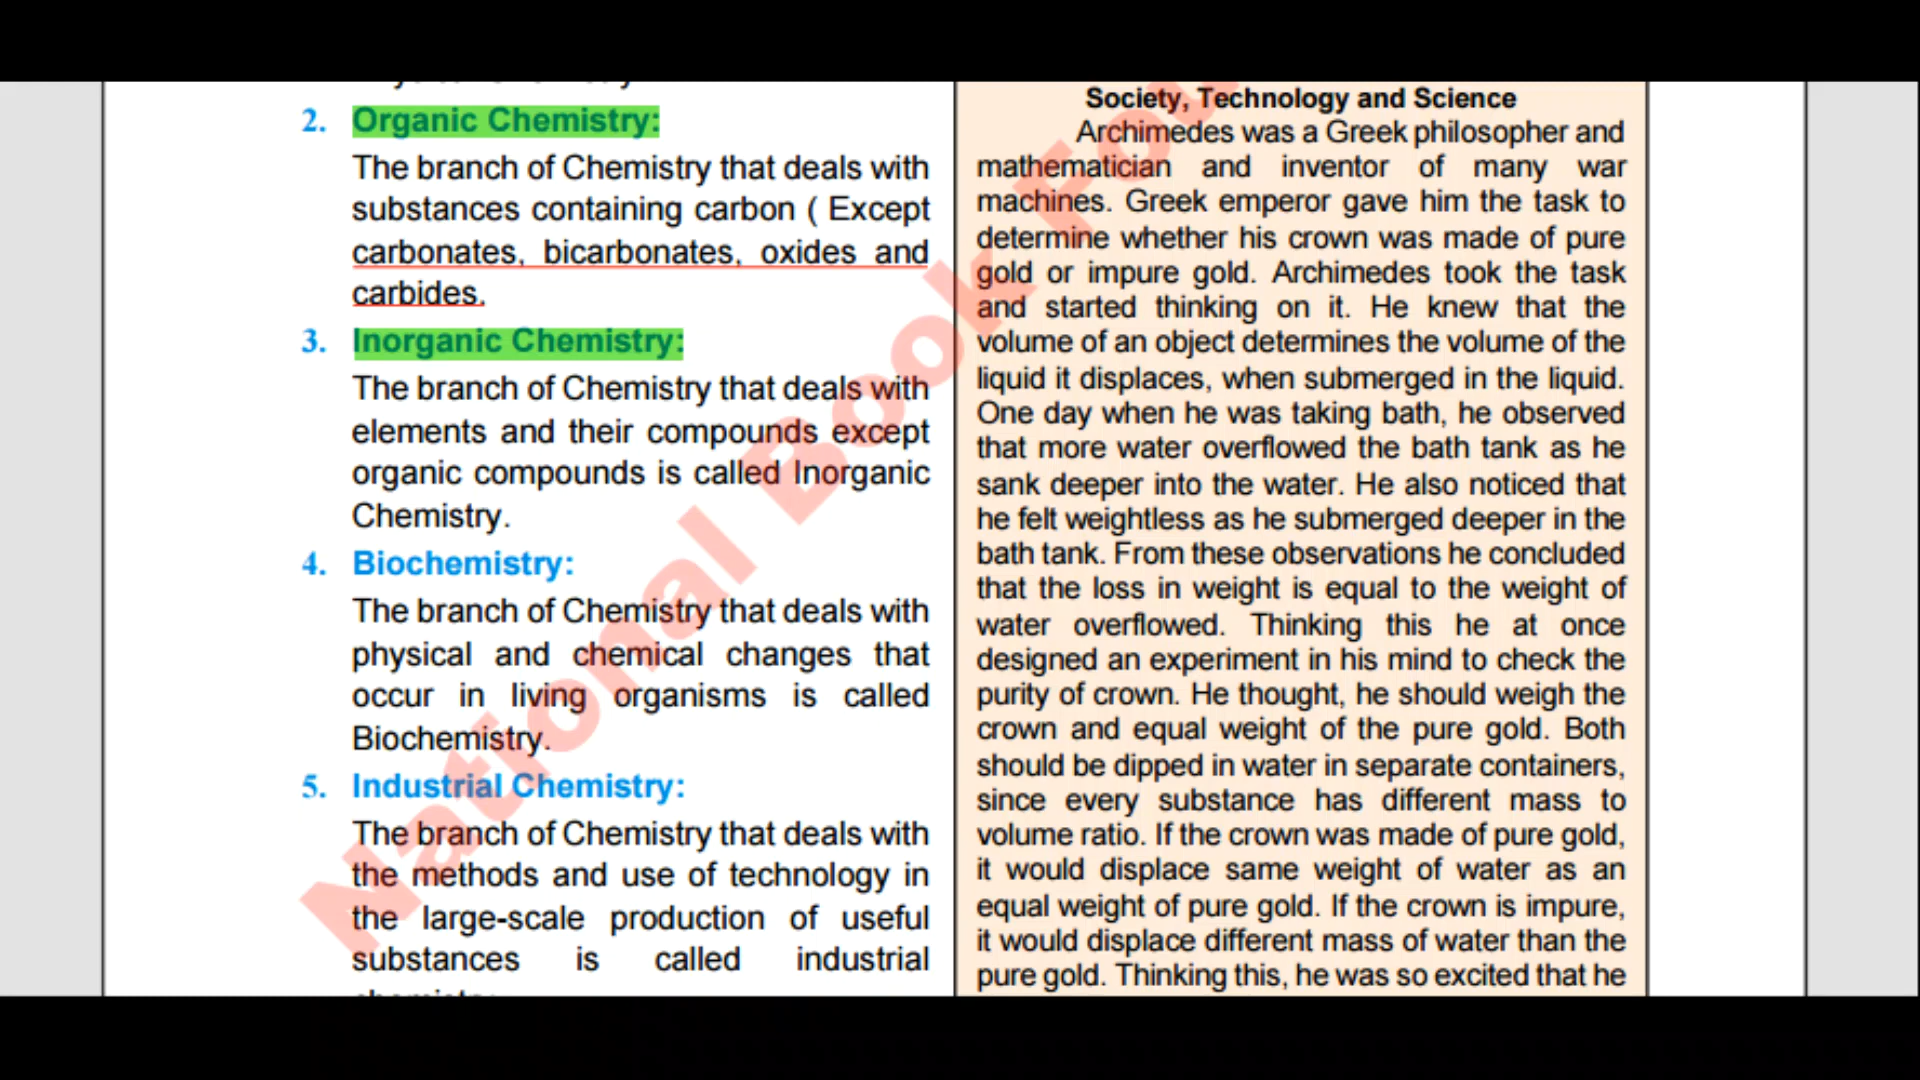 2. Organic Chemistry:
The branch of Chemistry that deals with
substances containing carbon ( Except
carbonates, bicarbonates, oxides and
carbides.
3. Inorganic Chemistry:
The branch of Chemistry that deals with
elements and their compounds except
organic compounds is called Inorganic
Chemistry.
4. Biochemistry:
The branch of Chemistry that deals with
physical and chemical changes that
occur in living organisms is called
Biochemistry.
5. Industrial Chemistry:
The branch of Chemistry that deals with
the methods and use of technology in
the large-scale production of useful
substances is called industrial
Society, Technology and Science
Archimedes was a Greek philosopher and
mathematician and inventor of many war
machines. Greek emperor gave him the task to
determine whether his crown was made of pure
gold or impure gold. Archimedes took the task
and started thinking on it. He knew that the
volume of an object determines the volume of the
liquid it displaces, when submerged in the liquid.
One day when he was taking bath, he observed
that more water overflowed the bath tank as he
sank deeper into the water. He also noticed that
he felt weightless as he submerged deeper in the
bath tank. From these observations he concluded
that the loss in weight is equal to the weight of
water overflowed. Thinking this he at once
designed an experiment in his mind to check the
purity of crown. He thought, he should weigh the
crown and equal weight of the pure gold. Both
should be dipped in water in separate containers,
since every substance has different mass to
volume ratio. If the crown was made of pure gold,
it would displace same weight of water as an
equal weight of pure gold. If the crown is impure,
it would displace different mass of water than the
pure gold. Thinking this, he was so excited that he
National Book Fou